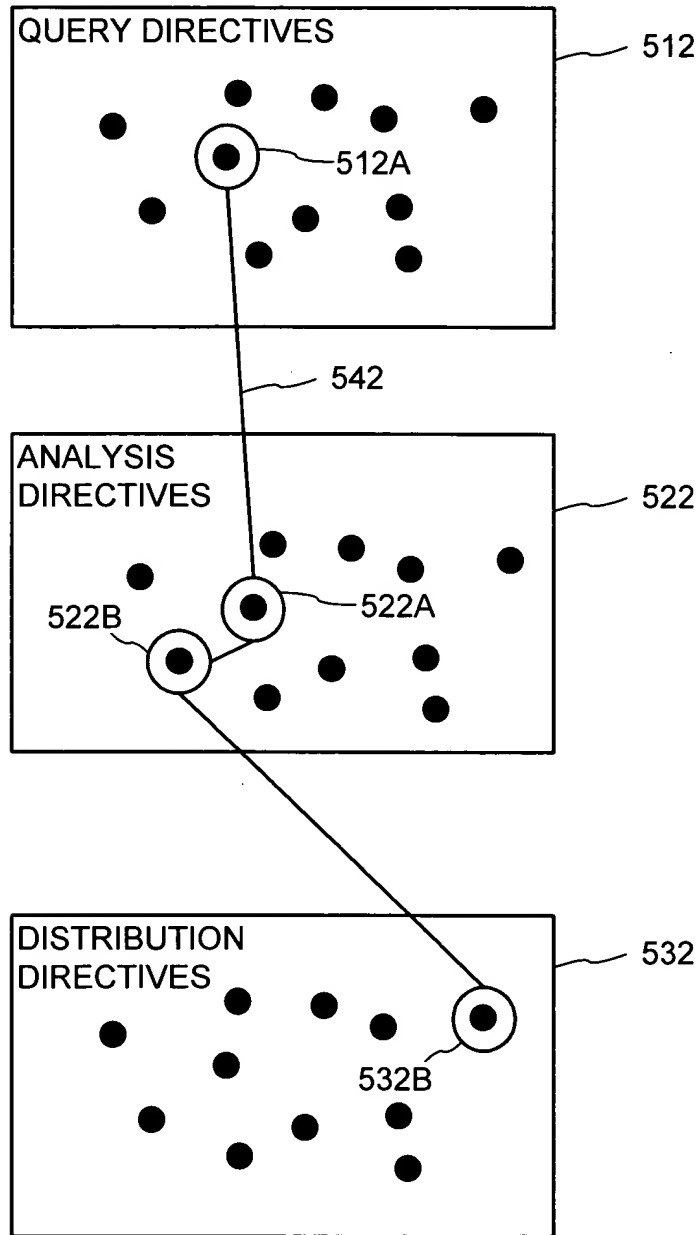 QUERY DIRECTIVES
512
512A
542
ANALYSIS
DIRECTIVES
522
522A
522B
DISTRIBUTION
DIRECTIVES
532
532B